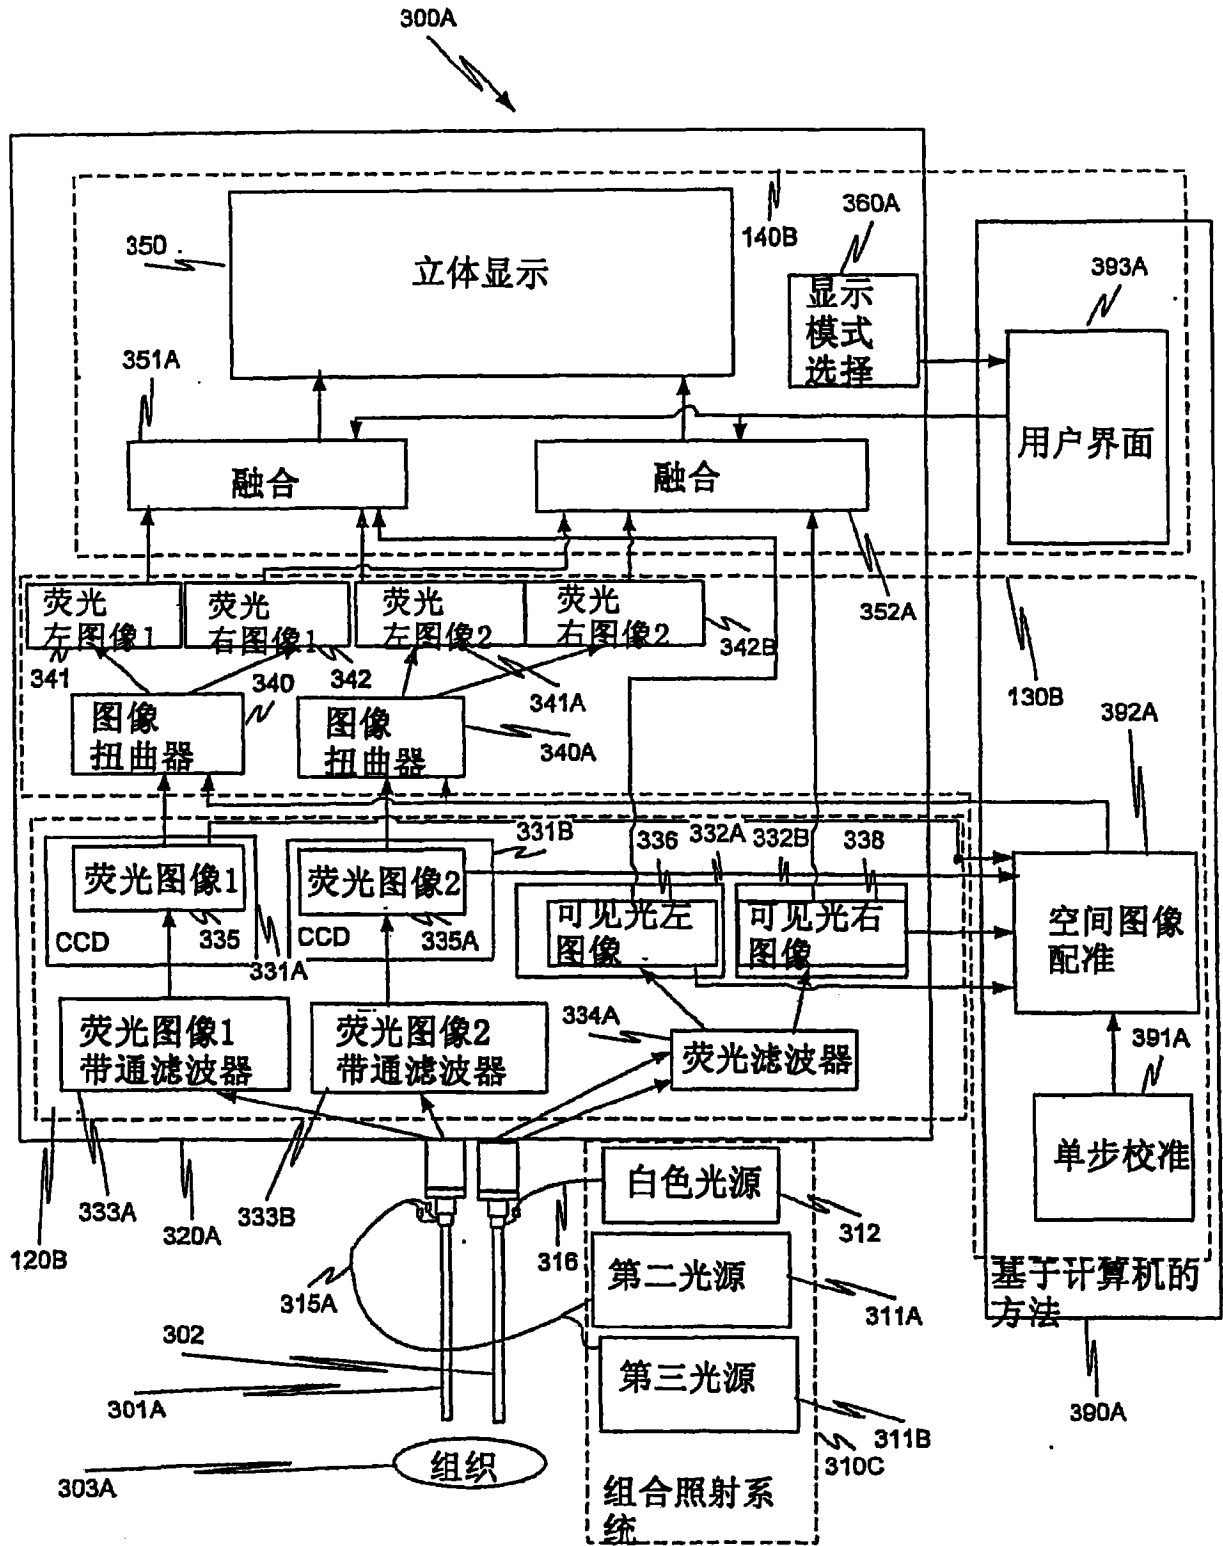 300A
350
立体显示
140B
360A
显示
模式
选择
393A
351A
用户界面
融合
融合
352A
荧光
左图像1
荧光
右图像1
荧光
左图像2
荧光
右图像2
342B
341
340
342
341A
130B
392A
图像
扭曲器
图像
扭曲器
340A
331B
336
332A
332B
338
荧光图像1
荧光图像2
可见光左
图像
可见光右
图像
空间图像
配准
335
335A
CCD
CCD
331A
334A
荧光图像1
带通滤波器
荧光图像2
带通滤波器
荧光滤波器
391A
单步校准
白色光源
333A
320A
333B
312
120B
316
第二光源
基于计算机的
方法
315A
311A
302
第三光源
301A
390A
311B
310C
303A
组织
组合照射系
统